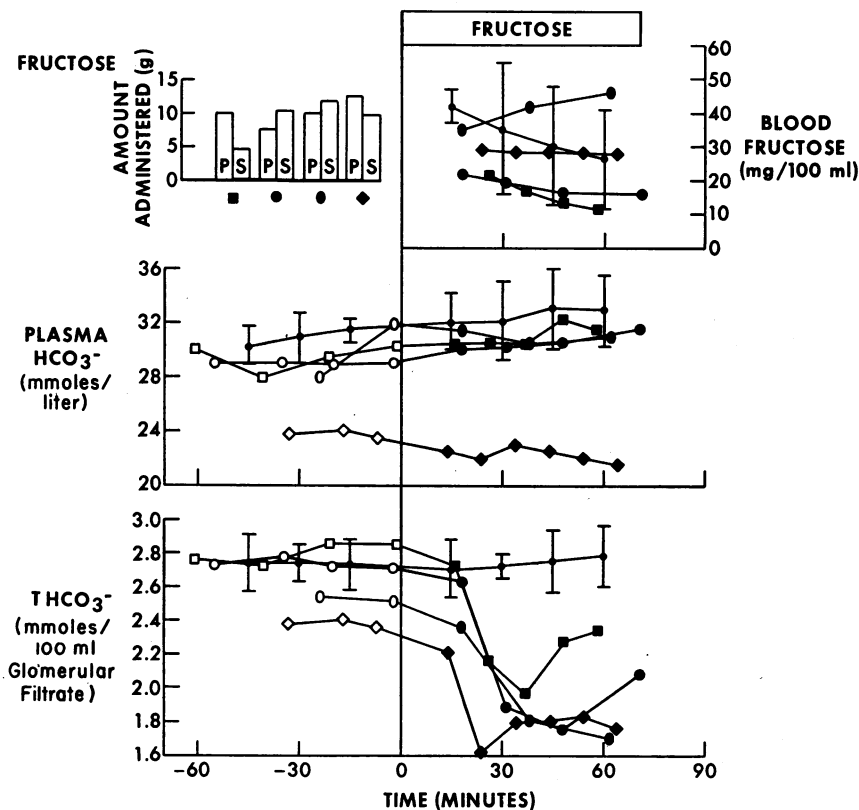 FRUCTOSE
FRUCTOSE
AMOUNT
ADMINISTERED (g)
15
10
5
0
P S P S P S P S
60
50
40
30
20
10
0
BLOOD
FRUCTOSE
(mg/100 ml)
PLASMA
HCO₃⁻
(mmoles/
liter)
36
32
28
24
20
THCO₃⁻
(mmoles/
100 ml
Glomerular
Filtrate)
3.0
2.8
2.6
2.4
2.2
2.0
1.8
1.6
−60 −30 0 30 60 90
TIME (MINUTES)